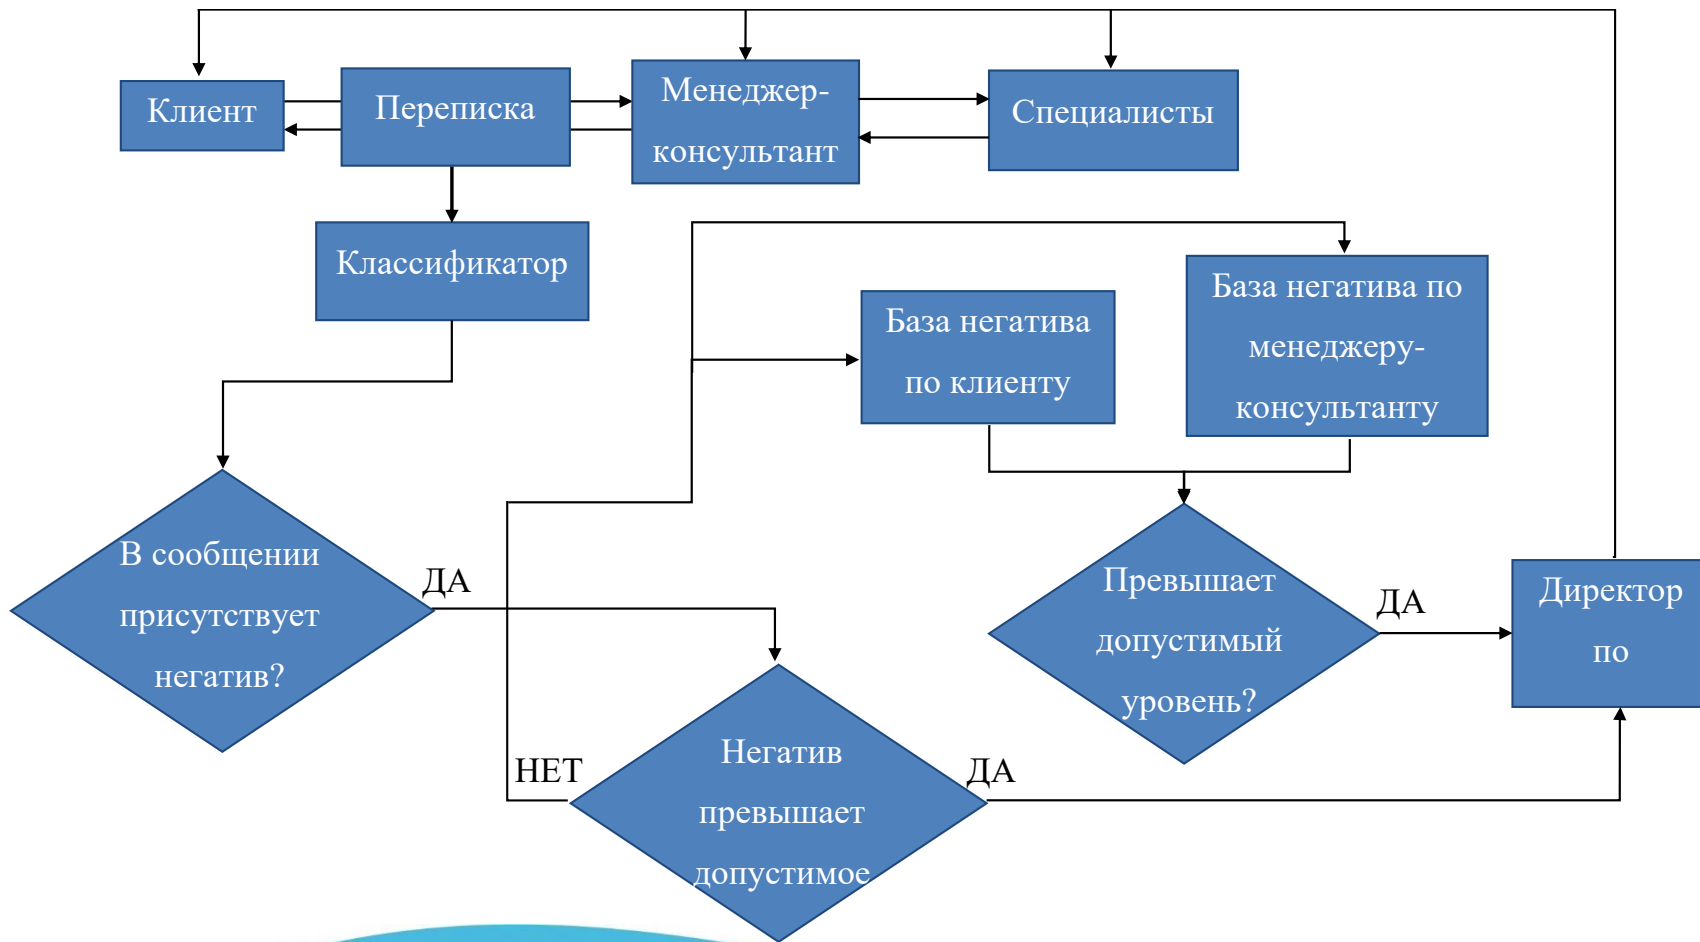 Клиент
Переписка
Менеджер-
консультант
Специалисты
Классификатор
База негатива
по клиенту
База негатива по
менеджеру-
консультанту
В сообщении
присутствует
негатив?
ДА
Превышает
допустимый
уровень?
ДА
Директор
по
НЕТ
Негатив
превышает
допустимое
ДА